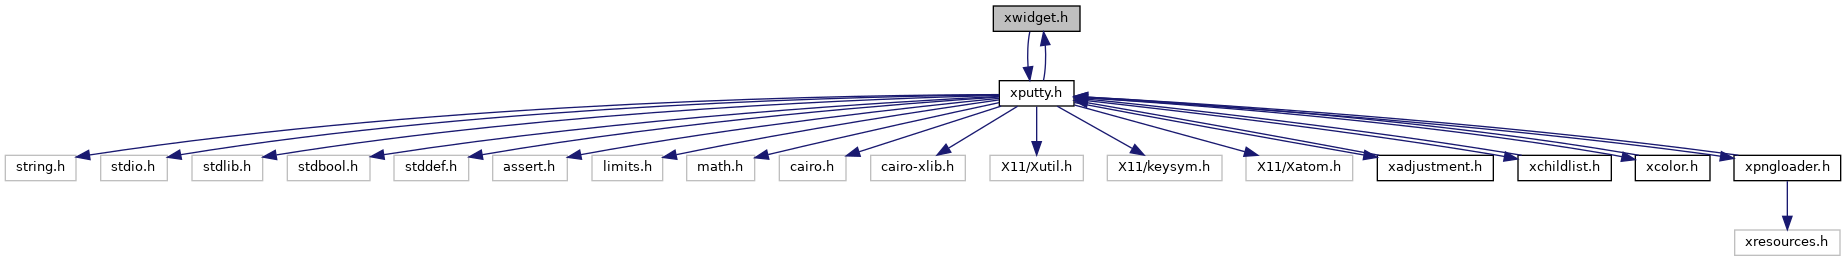 xwidget.h
xputty.h
string.h
stdio.h
stdlib.h
stdbool.h
stddef.h
assert.h
limits.h
math.h
cairo.h
cairo-xlib.h
X11/Xutil.h
X11/keysym.h
X11/Xatom.h
xadjustment.h
xchildlist.h
xcolor.h
xpngloader.h
xresources.h